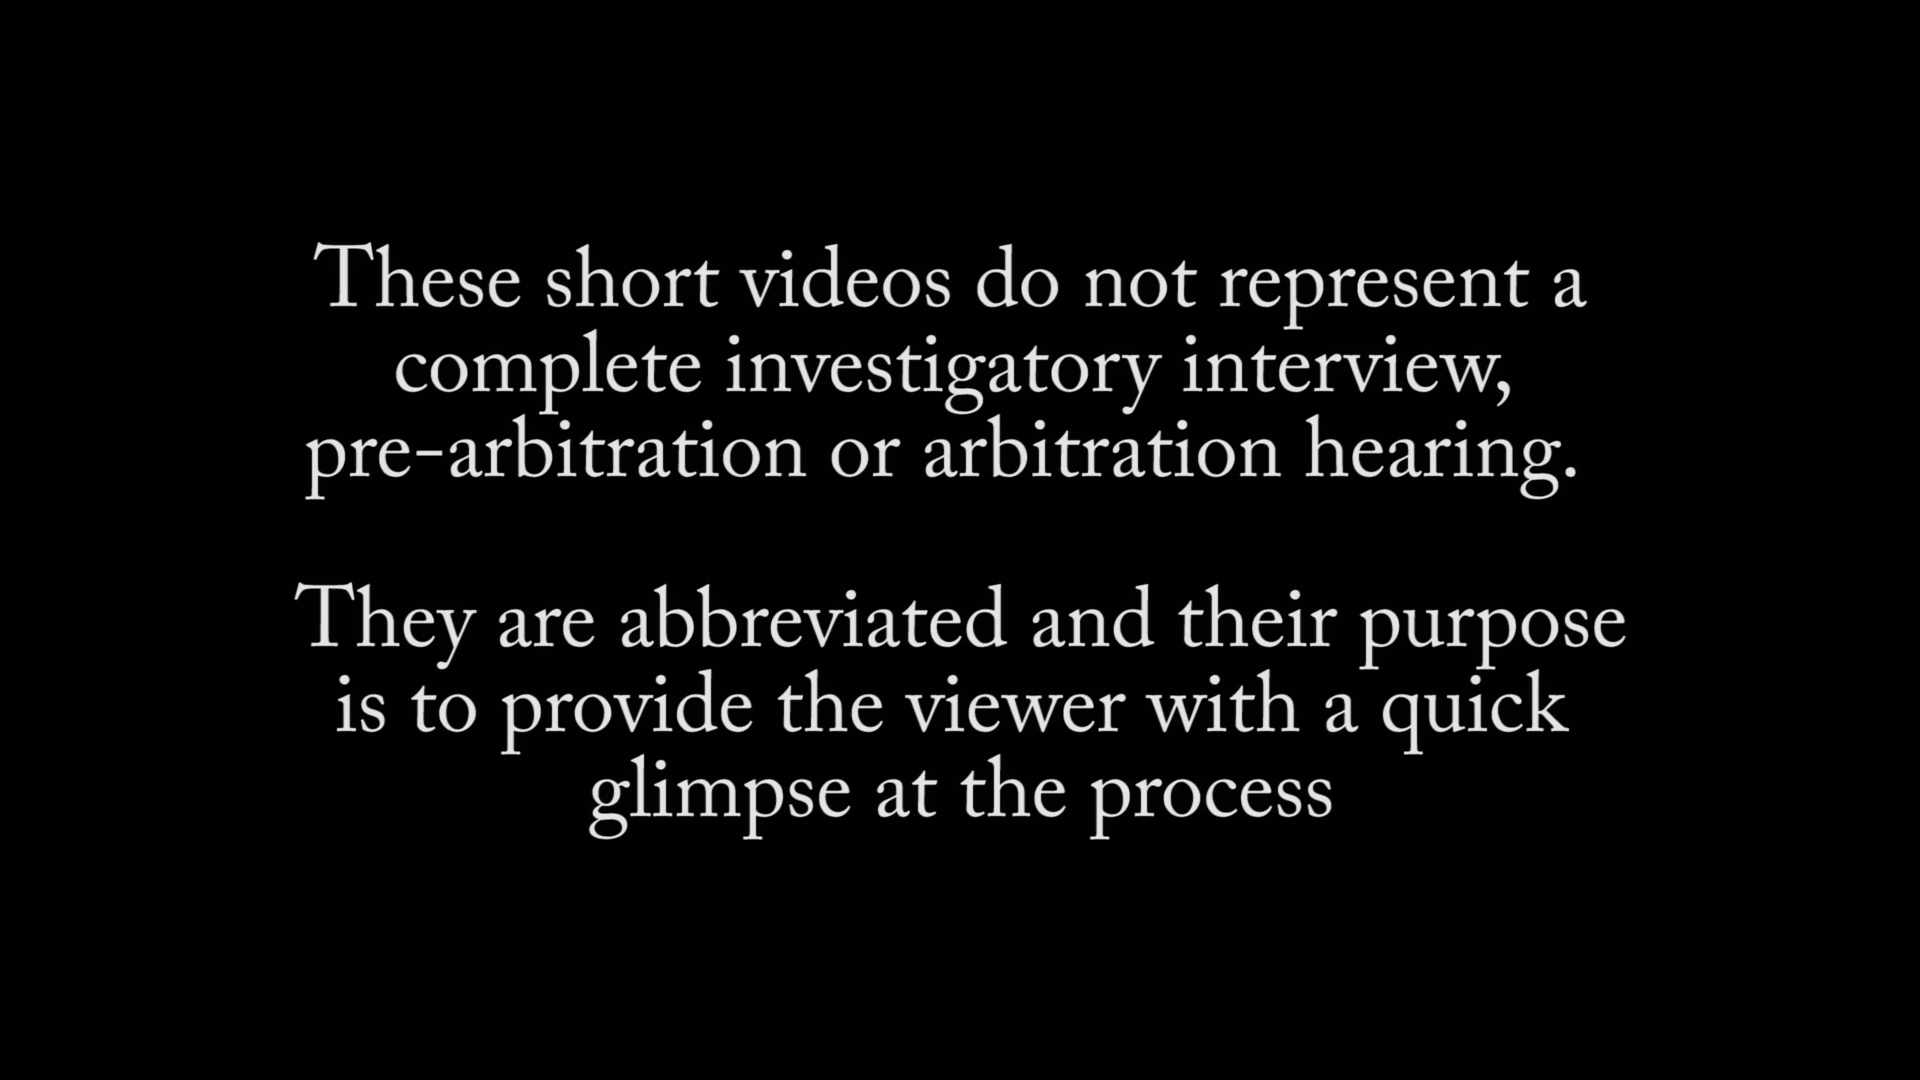 These short videos do not represent a
complete investigatory interview,
pre-arbitration or arbitration hearing.
They are abbreviated and their purpose
is to provide the viewer with a quick
glimpse at the process